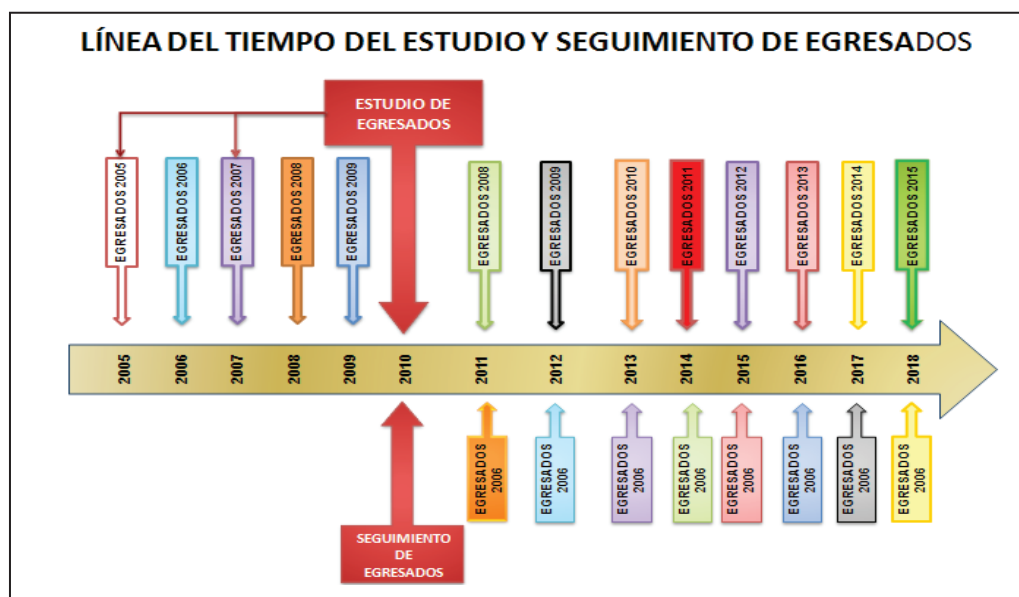 LÍNEA DEL TIEMPO DEL ESTUDIO Y SEGUIMIENTO DE EGRESADOS
ESTUDIO DE
EGRESADOS
EGRESADOS 2005
EGRESADOS 2006
EGRESADOS 2007
EGRESADOS 2008
EGRESADOS 2009
EGRESADOS 2008
EGRESADOS 2009
EGRESADOS 2010
EGRESADOS 2011
EGRESADOS 2012
EGRESADOS 2013
EGRESADOS 2014
EGRESADOS 2015
2005
2006
2007
2008
2009
2010
2011
2012
2013
2014
2015
2016
2017
2018
EGRESADOS
2006
EGRESADOS
2006
EGRESADOS
2006
EGRESADOS
2006
EGRESADOS
2006
EGRESADOS
2006
EGRESADOS
2006
EGRESADOS
2006
SEGUIMIENTO
DE
EGRESADOS